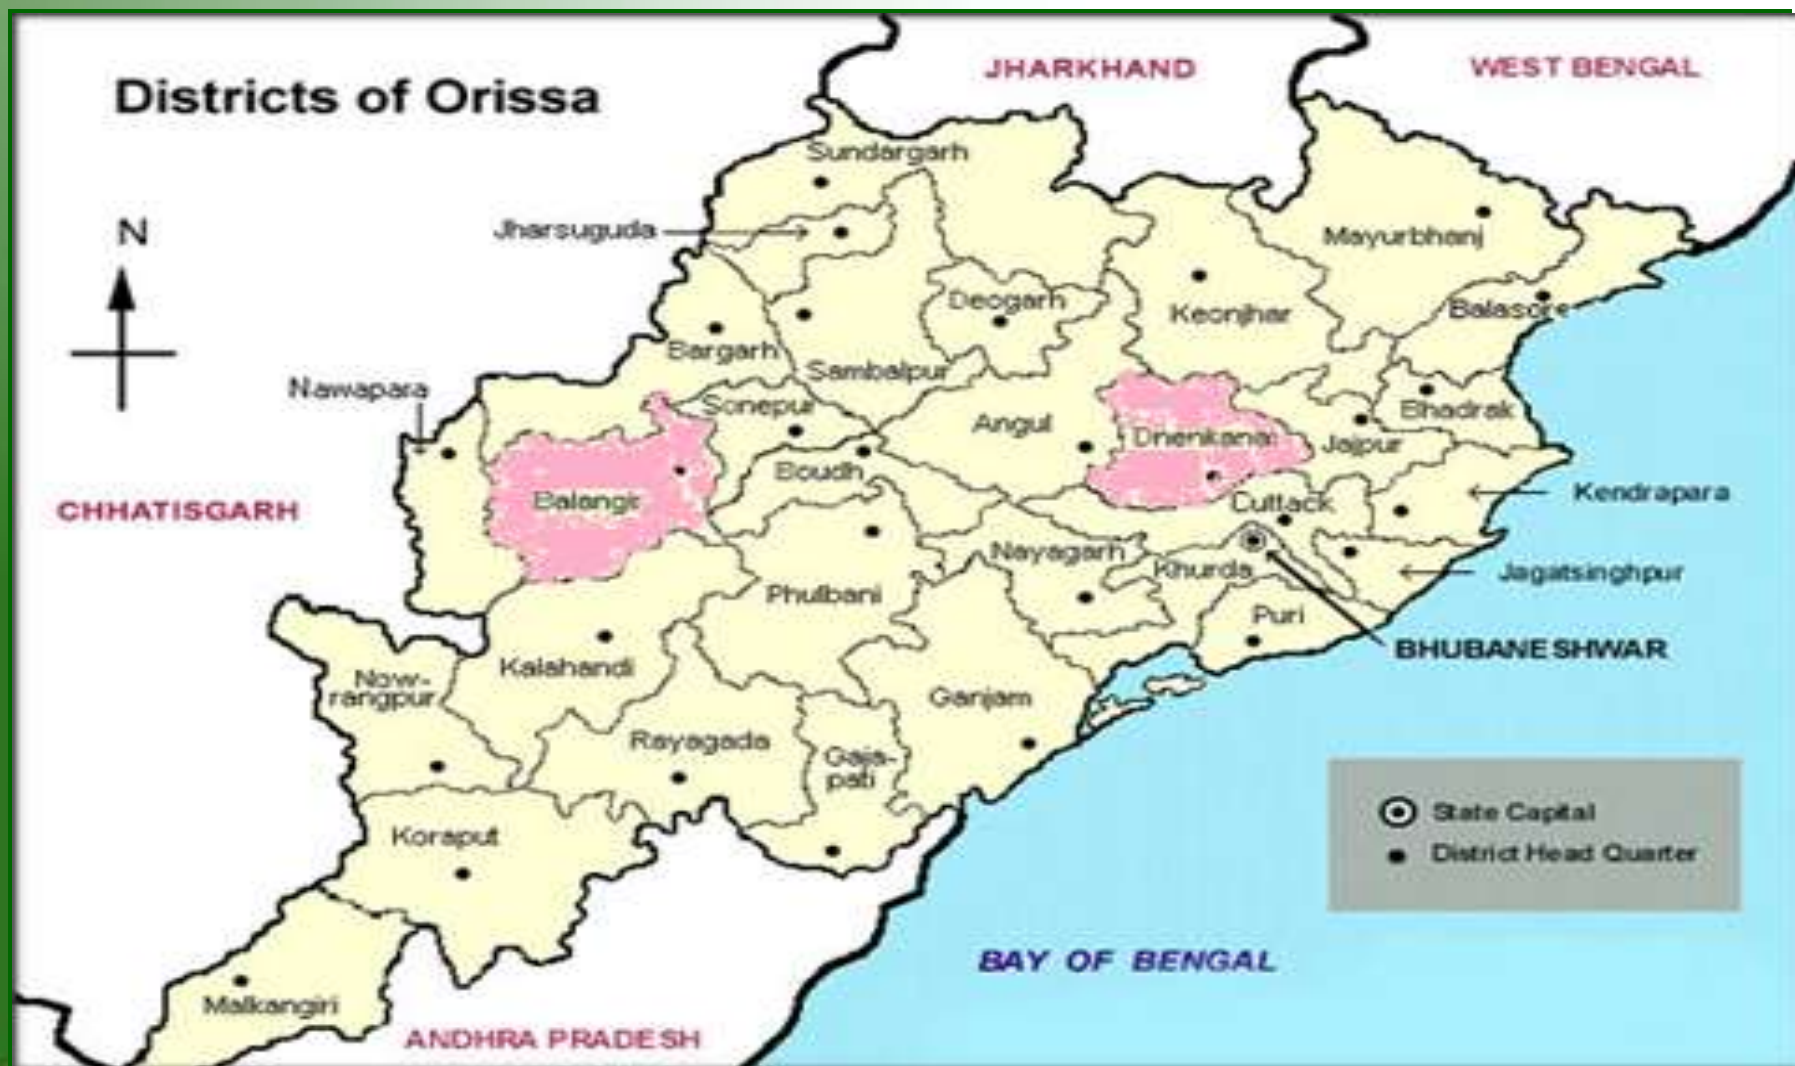 Districts of Orissa
JHARKHAND
WEST BENGAL
N
Sundargarh
Jharsuguda
Mayurbhanj
Deogarh
Keonjhar
Balasore
Bargarh
Sambalpur
Nawapara
Sonepur
Angul
Dhenkanal
Bhadrak
Jajpur
Boudh
Balangir
CHHATISGARH
Cuttack
Kendrapara
Nayagarh
Khurda
Jagatsinghpur
Phulbani
Puri
BHUBANESHWAR
Kalahandi
Now-
rangpur
Ganjam
Rayagada
Gaja-
pati
Koraput
State Capital
District Head Quarter
BAY OF BENGAL
Malkangiri
ANDHRA PRADESH